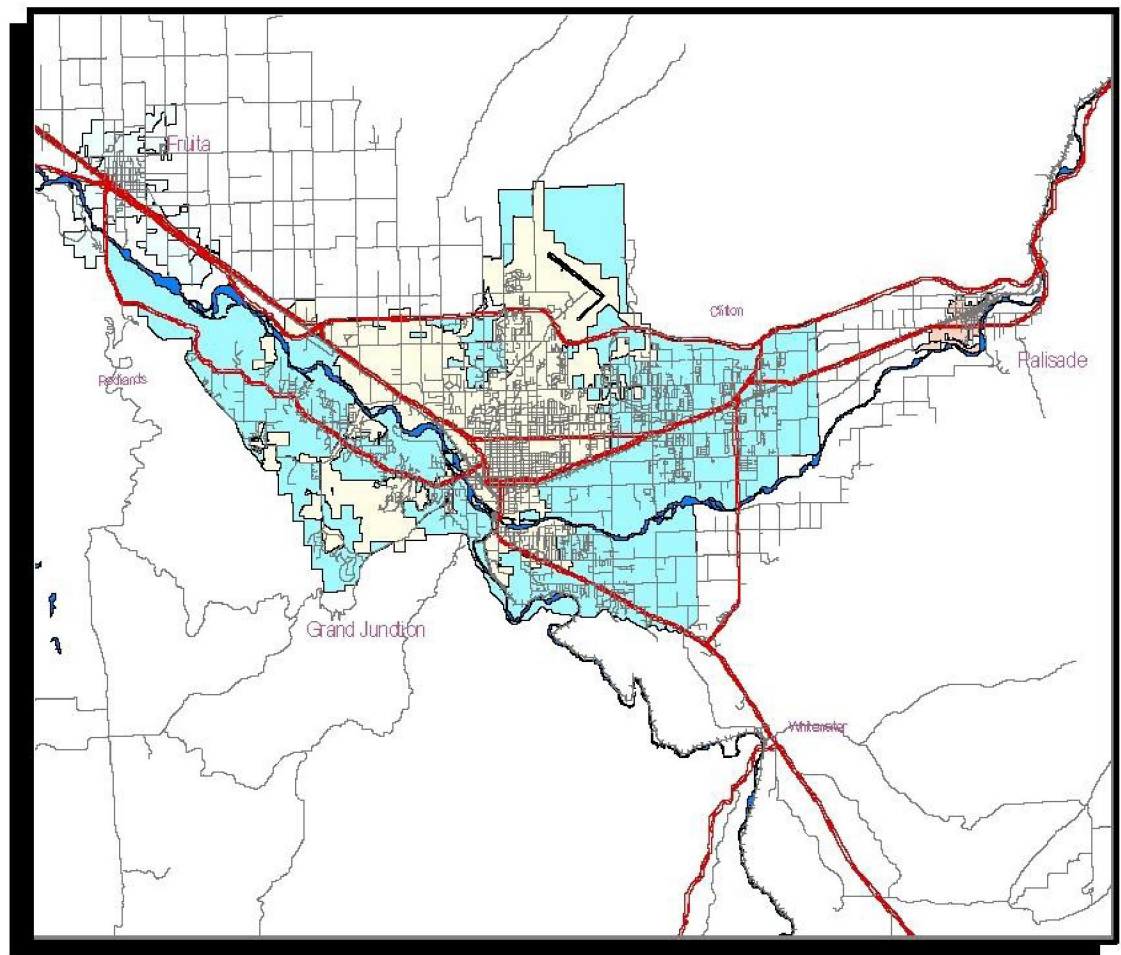 Fruita
Clifton
Palisade
Redlands
Grand Junction
Whitewater